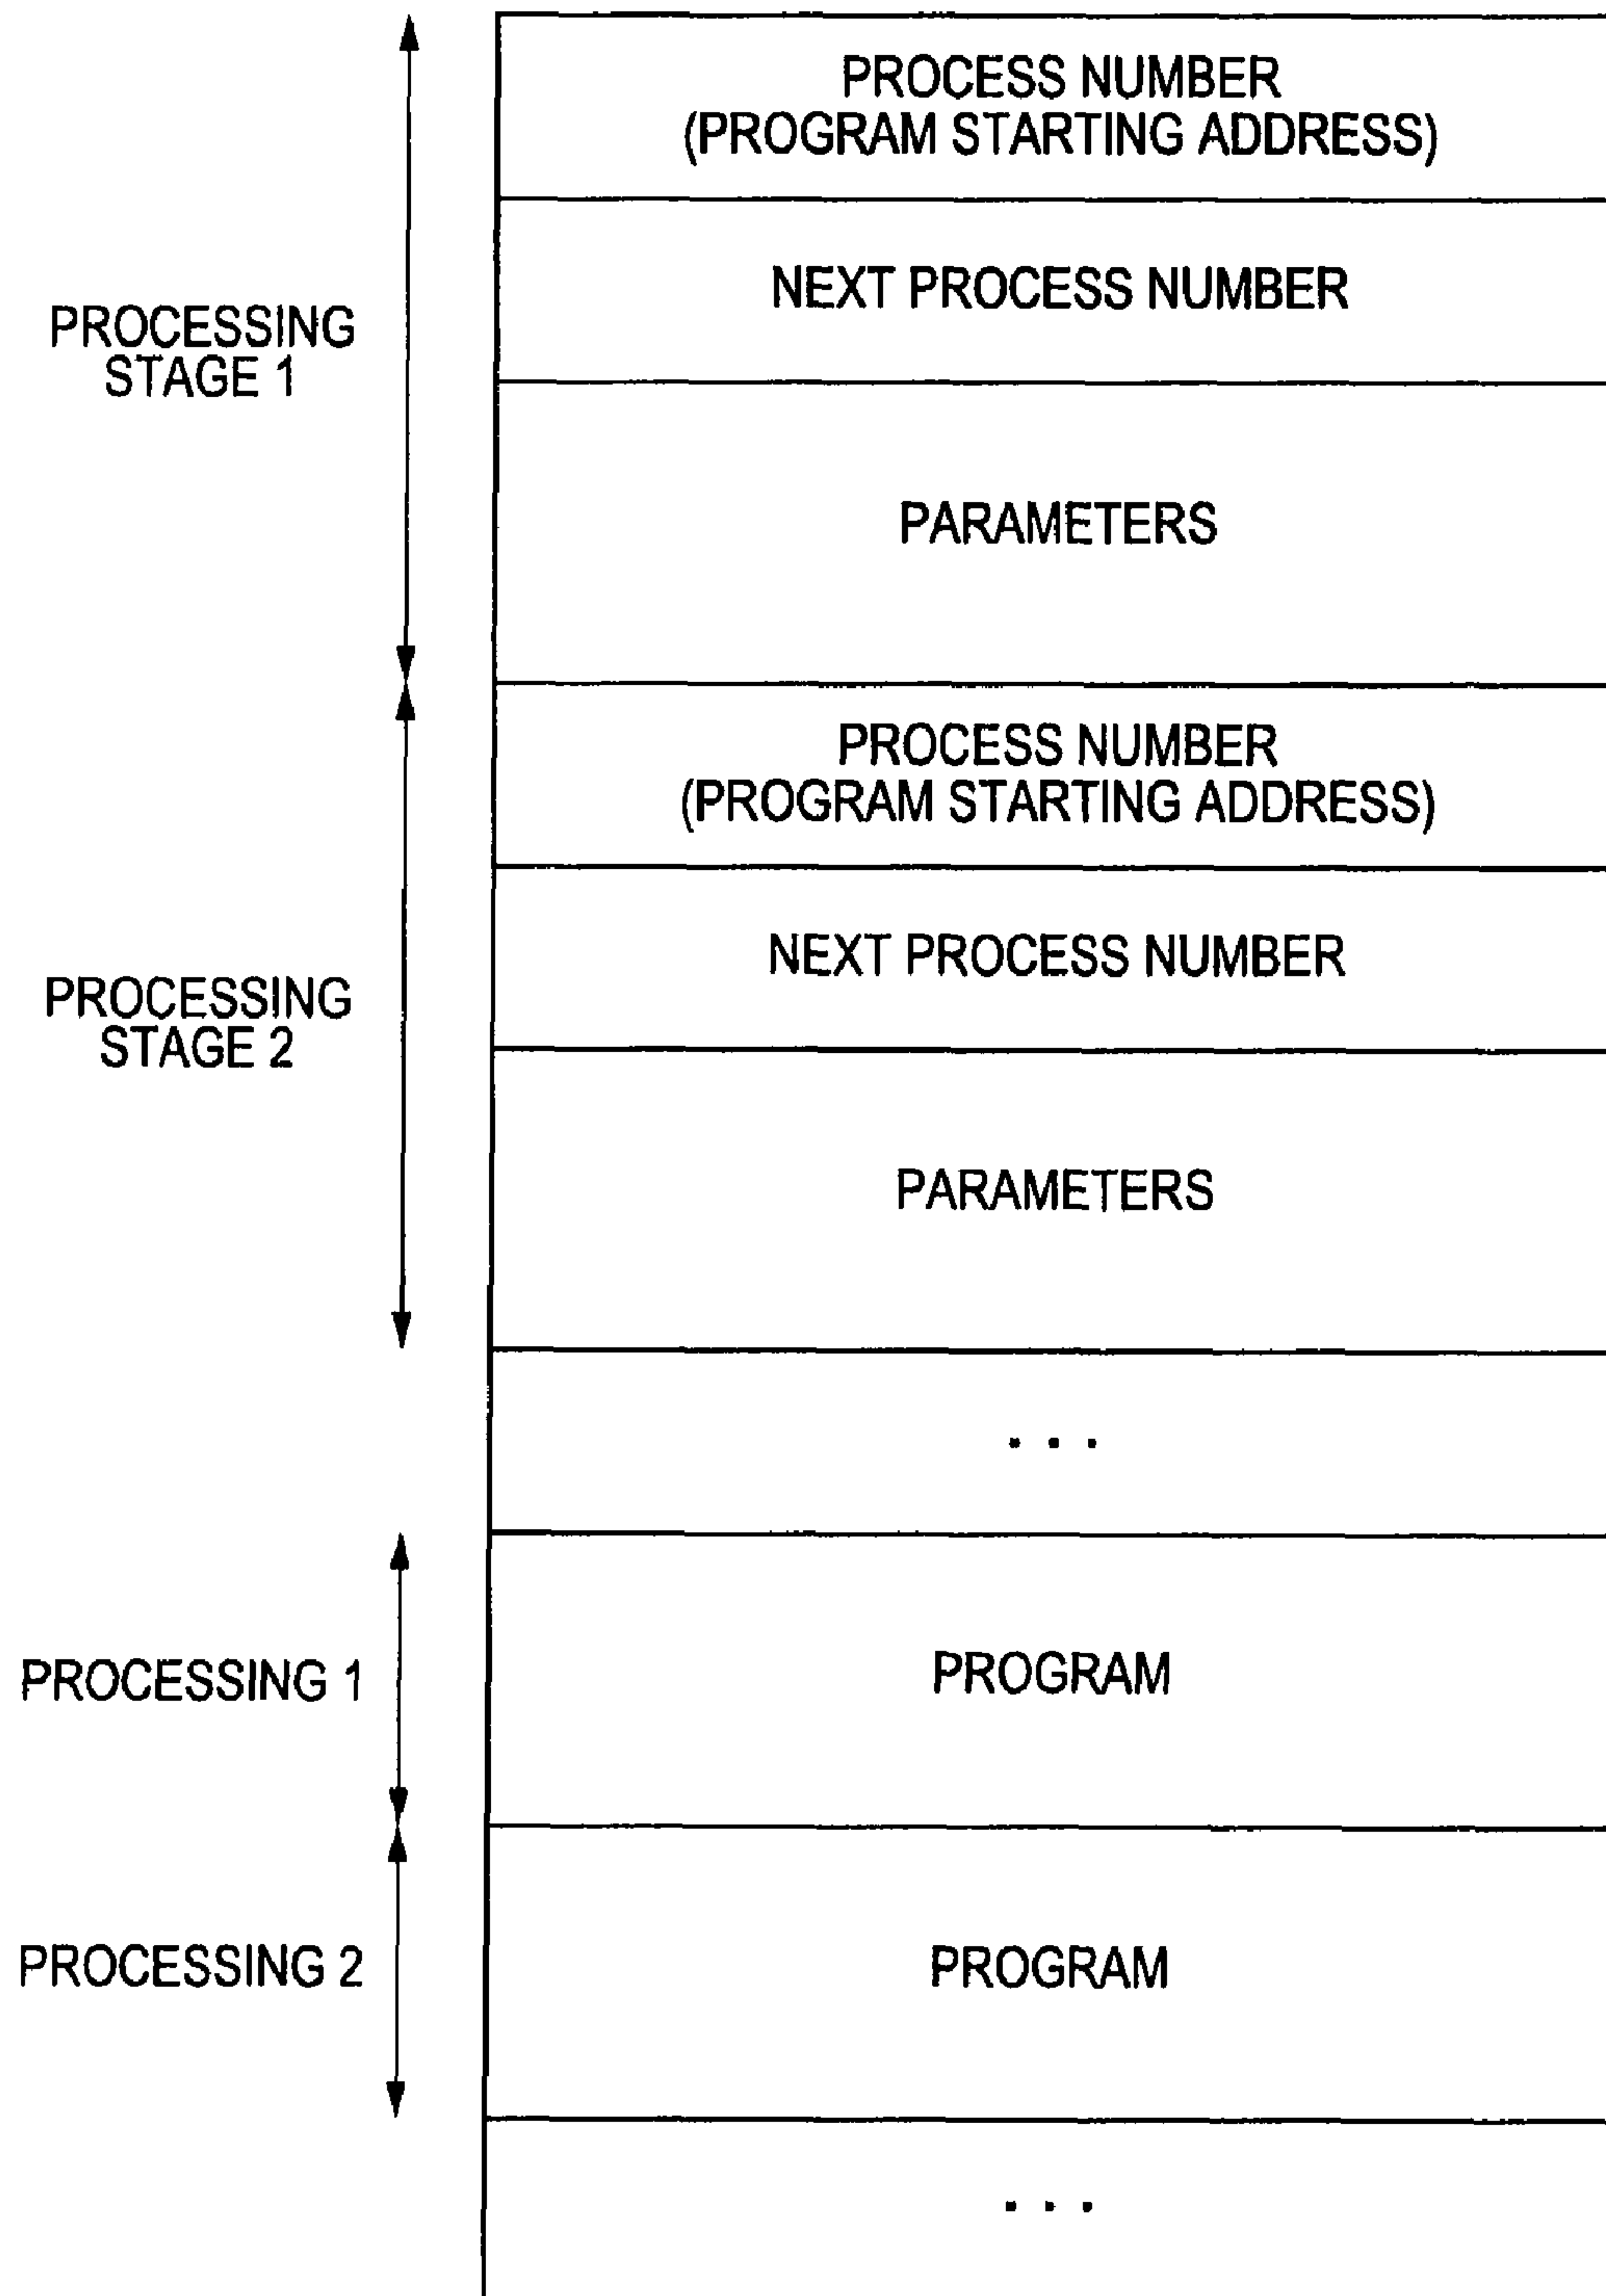 PROCESS NUMBER
(PROGRAM STARTING ADDRESS)
NEXT PROCESS NUMBER
PROCESSING
STAGE 1
PARAMETERS
PROCESS NUMBER
(PROGRAM STARTING ADDRESS)
NEXT PROCESS NUMBER
PROCESSING
STAGE 2
PARAMETERS
. . .
PROCESSING 1
PROGRAM
PROCESSING 2
PROGRAM
. . .